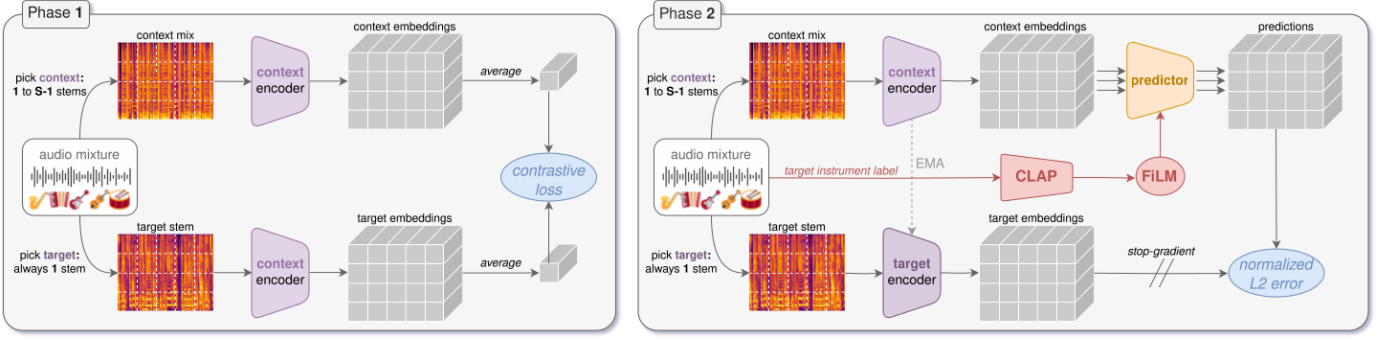 Phase 1
context mix
context embeddings
pick context:
1 to S-1 stems
context
encoder
average
audio mixture
contrastive
loss
target stem
target embeddings
pick target:
always 1 stem
context
encoder
average
Phase 2
context mix
context embeddings
predictions
pick context:
1 to S-1 stems
context
encoder
predictor
audio mixture
EMA
target instrument label
CLAP
FiLM
target stem
target embeddings
pick target:
always 1 stem
target
encoder
stop-gradient
normalized
L2 error